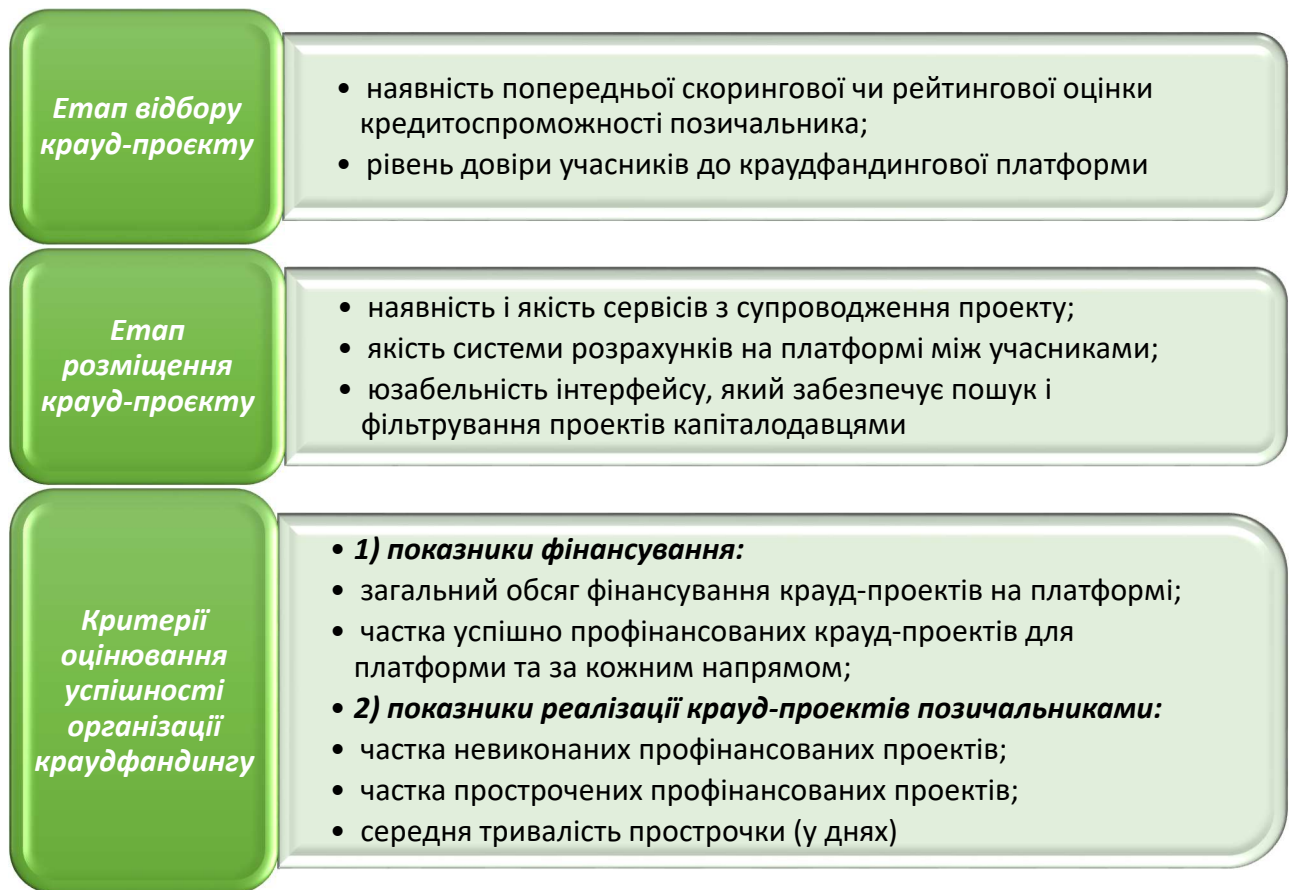 Етап відбору
крауд-проєкту
• наявність попередньої скорингової чи рейтингової оцінки
кредитоспроможності позичальника;
• рівень довіри учасників до краудфандингової платформи
Етап
розміщення
крауд-проєкту
• наявність і якість сервісів з супроводження проекту;
• якість системи розрахунків на платформі між учасниками;
• юзабельність інтерфейсу, який забезпечує пошук і
фільтрування проектів капіталодавцями
Критерії
оцінювання
успішності
організації
краудфандингу
• 1) показники фінансування:
• загальний обсяг фінансування крауд-проектів на платформі;
• частка успішно профінансованих крауд-проектів для
платформи та за кожним напрямом;
• 2) показники реалізації крауд-проектів позичальниками:
• частка невиконаних профінансованих проектів;
• частка прострочених профінансованих проектів;
• середня тривалість прострочки (у днях)